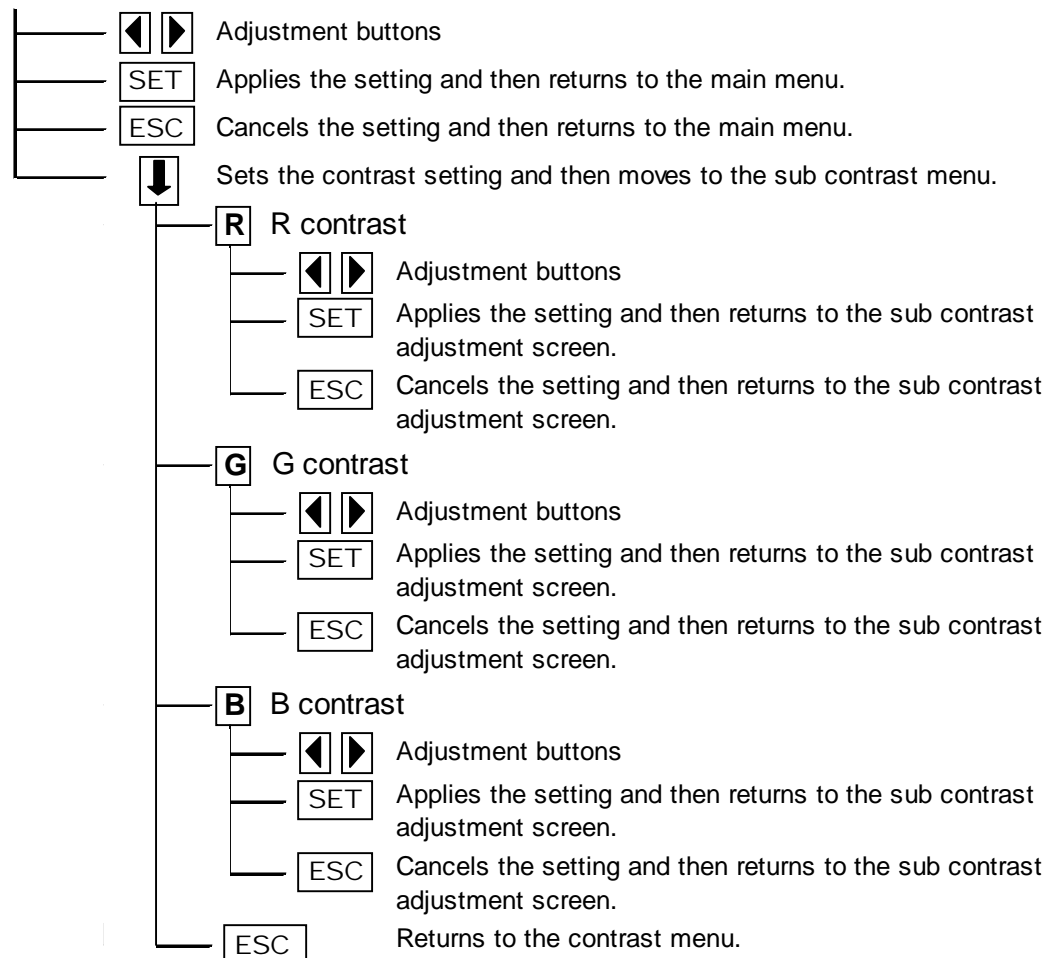 Adjustment buttons
SET Applies the setting and then returns to the main menu.
ESC Cancels the setting and then returns to the main menu.
Sets the contrast setting and then moves to the sub contrast menu.
R R contrast
Adjustment buttons
SET Applies the setting and then returns to the sub contrast
adjustment screen.
ESC Cancels the setting and then returns to the sub contrast
adjustment screen.
G G contrast
Adjustment buttons
SET Applies the setting and then returns to the sub contrast
adjustment screen.
ESC Cancels the setting and then returns to the sub contrast
adjustment screen.
B B contrast
Adjustment buttons
SET Applies the setting and then returns to the sub contrast
adjustment screen.
ESC Cancels the setting and then returns to the sub contrast
adjustment screen.
ESC Returns to the contrast menu.